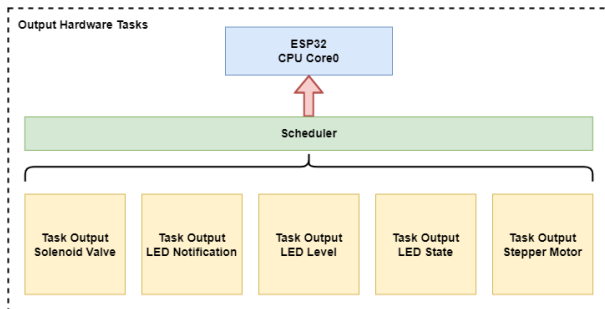 Output Hardware Tasks
ESP32
CPU Core0
Scheduler
Task Output
Solenoid Valve
Task Output
LED Notification
Task Output
LED Level
Task Output
LED State
Task Output
Stepper Motor